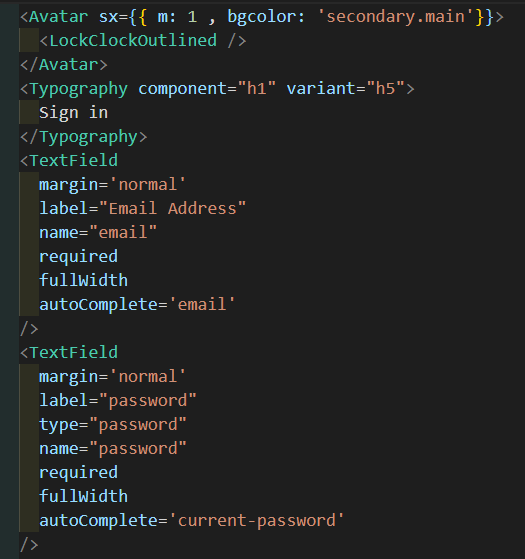 <Avatar sx={{ m: 1 , bgcolor: 'secondary.main'}}>
  <LockClockOutlined />
</Avatar>
<Typography component="h1" variant="h5">
  Sign in
</Typography>
<TextField
  margin='normal'
  label="Email Address"
  name="email"
  required
  fullWidth
  autoComplete='email'
/>
<TextField
  margin='normal'
  label="password"
  type="password"
  name="password"
  required
  fullWidth
  autoComplete='current-password'
/>